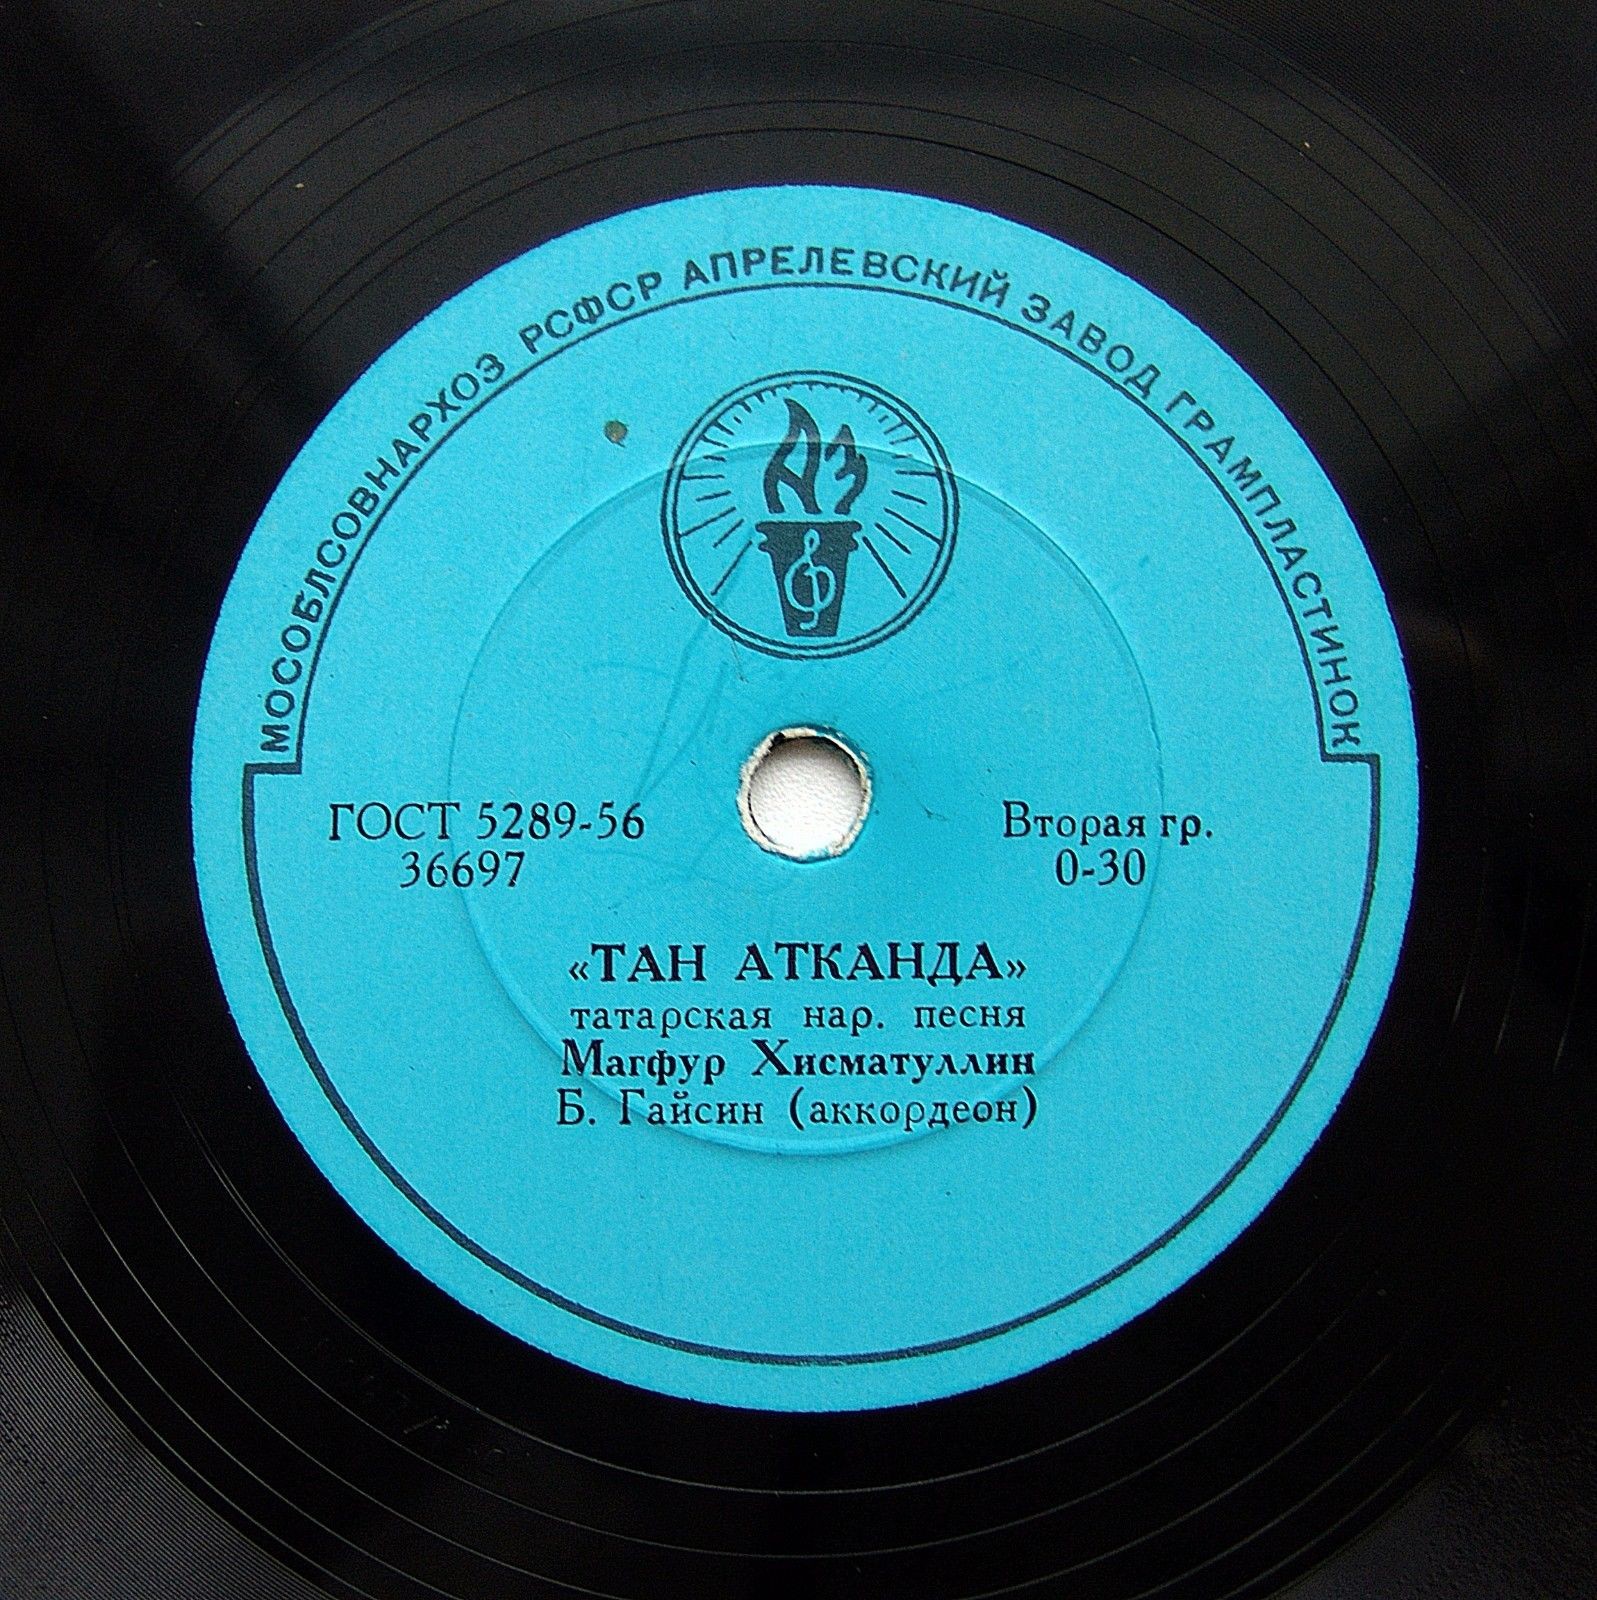 МОСОБЛСОВНАРХОЗ РСФСР АПРЕЛЕВСКИЙ ЗАВОД ГРАМПЛАСТИНОК
АЗ
ГОСТ 5289-56
36697
Вторая гр.
0-30
«ТАН АТКАНДА»
татарская нар. песня
Магфур Хисматуллин
Б. Гайсин (аккордеон)